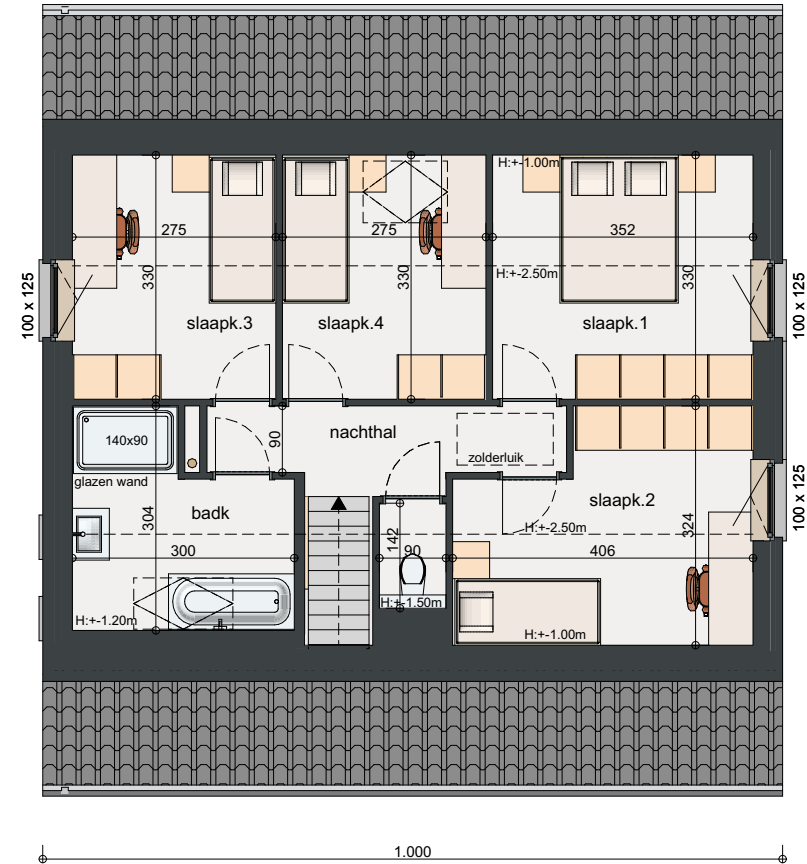 H:+-1.00m
275
275
352
H:+-2.50m
330
330
330
100 x 125
100 x 125
slaapk.3
slaapk.4
slaapk.1
nachthal
90
140x90
glazen wand
zolderluik
badk
slaapk.2
100 x 125
304
142
H:+-2.50m
324
300
90
406
H:+-1.20m
H:+-1.50m
H:+-1.00m
1.000